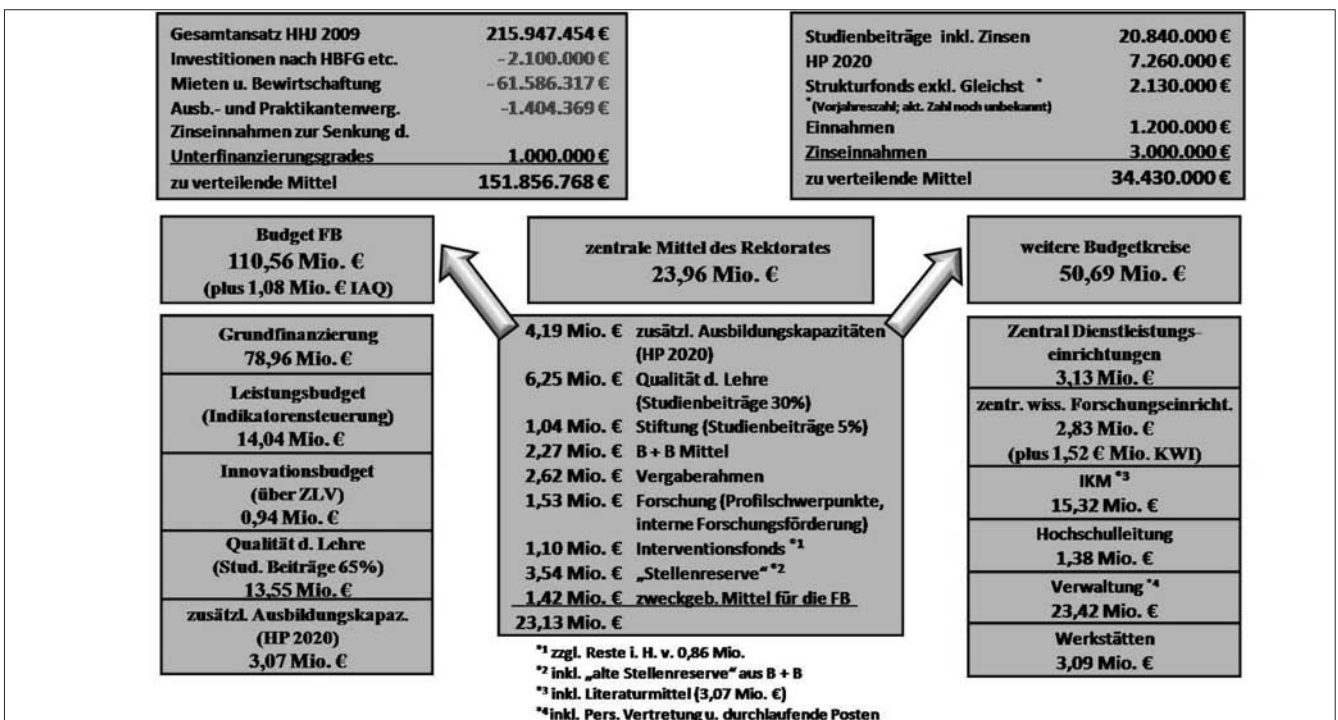 Gesamtansatz HHJ 2009 215.947.454 €
Investitionen nach HBFG etc. -2.100.000 €
Mieten u. Bewirtschaftung -61.586.317 €
Ausb.- und Praktikantenverg. -1.404.369 €
Zinseinnahmen zur Senkung d.
Unterfinanzierungsgrades 1.000.000 €
zu verteilende Mittel 151.856.768 €
Studienbeiträge inkl. Zinsen 20.840.000 €
HP 2020 7.260.000 €
Strukturfonds exkl. Gleichst * 2.130.000 €
*(Vorjahreszahl; akt. Zahl noch unbekannt)
Einnahmen 1.200.000 €
Zinseinnahmen 3.000.000 €
zu verteilende Mittel 34.430.000 €
Budget FB
110,56 Mio. €
(plus 1,08 Mio. € IAQ)
zentrale Mittel des Rektorates
23,96 Mio. €
weitere Budgetkreise
50,69 Mio. €
Grundfinanzierung
78,96 Mio. €
Leistungsbudget
(Indikatorensteuerung)
14,04 Mio. €
Innovationsbudget
(über ZLV)
0,94 Mio. €
Qualität d. Lehre
(Stud. Beiträge 65%)
13,55 Mio. €
zusätzl. Ausbildungskapaz.
(HP 2020)
3,07 Mio. €
4,19 Mio. € zusätzl. Ausbildungskapazitäten
(HP 2020)
6,25 Mio. € Qualität d. Lehre
(Studienbeiträge 30%)
1,04 Mio. € Stiftung (Studienbeiträge 5%)
2,27 Mio. € B + B Mittel
2,62 Mio. € Vergaberahmen
1,53 Mio. € Forschung (Profilschwerpunkte,
interne Forschungsförderung)
1,10 Mio. € Interventionsfonds *1
3,54 Mio. € „Stellenreserve" *2
1,42 Mio. € zweckgeb. Mittel für die FB
23,13 Mio. €
Zentral Dienstleistungs-
einrichtungen
3,13 Mio. €
zentr. wiss. Forschungseinricht.
2,83 Mio. €
(plus 1,52 € Mio. KWI)
IKM *3
15,32 Mio. €
Hochschulleitung
1,38 Mio. €
Verwaltung *4
23,42 Mio. €
Werkstätten
3,09 Mio. €
*1 zzgl. Reste i. H. v. 0,86 Mio.
*2 inkl. „alte Stellenreserve" aus B + B
*3 inkl. Literaturmittel (3,07 Mio. €)
*4 inkl. Pers. Vertretung u. durchlaufende Posten